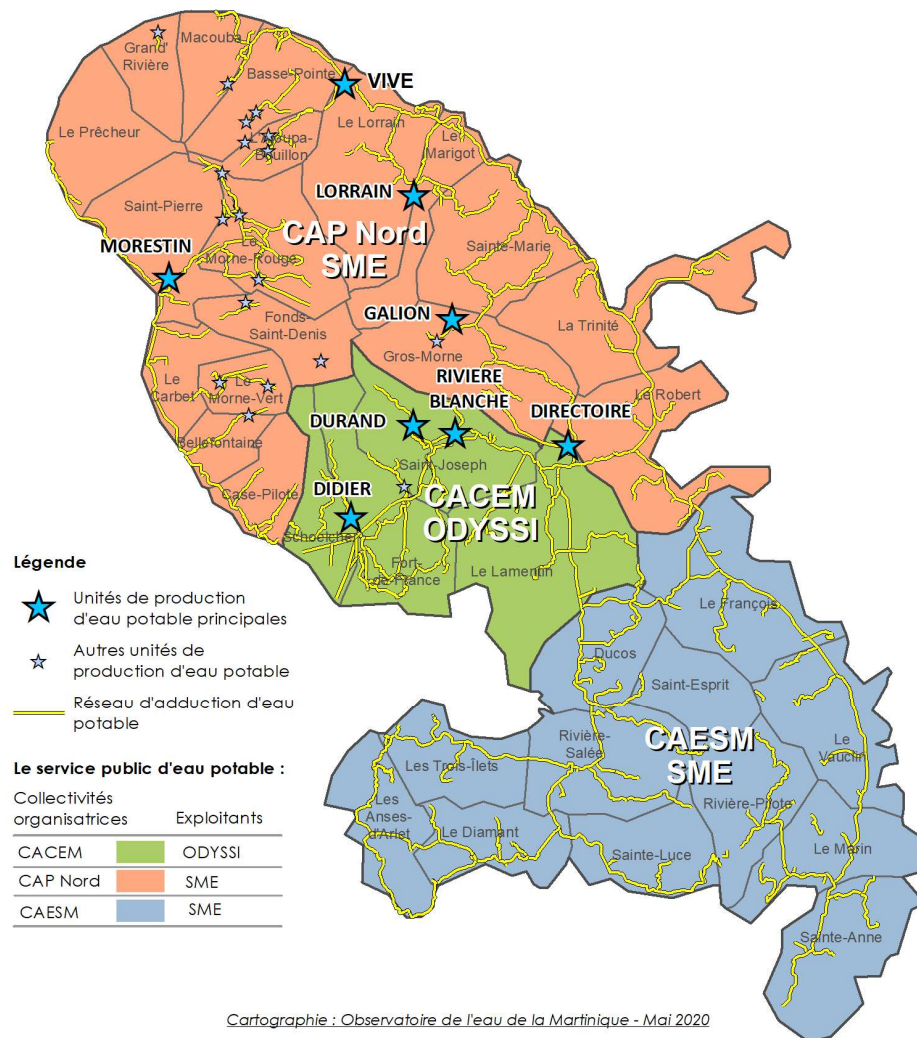 Grand'
Rivière
Macouba
Basse-Pointe
VIVE
Le Prêcheur
L'Ajoupa-
Bouillon
Le Lorrain
Le
Marigot
LORRAIN
Saint-Pierre
CAP Nord
SME
Sainte-Marie
MORESTIN
Le
Morne-Rouge
GALION
Fonds-
Saint-Denis
La Trinité
Gros-Morne
RIVIERE
BLANCHE
DIRECTOIRE
Le
Carbet
Le
Morne-Vert
Le Robert
DURAND
Bellefontaine
Saint-Joseph
DIDIER
CACEM
ODYSSI
Case-Pilote
Schoelcher
Fort-
de-France
Le Lamentin
Le François
Ducos
Saint-Esprit
CAESM
SME
Rivière-
Salée
Le
Vauclin
Les Trois-Îlets
Les
Anses-
d'Arlet
Le Diamant
Rivière-Pilote
Sainte-Luce
Le Marin
Sainte-Anne
Légende
Unités de production
d'eau potable principales
Autres unités de
production d'eau potable
Réseau d'adduction d'eau
potable
Le service public d'eau potable :
Collectivités
organisatrices Exploitants
CACEM ODYSSI
CAP Nord SME
CAESM SME
Cartographie : Observatoire de l'eau de la Martinique - Mai 2020